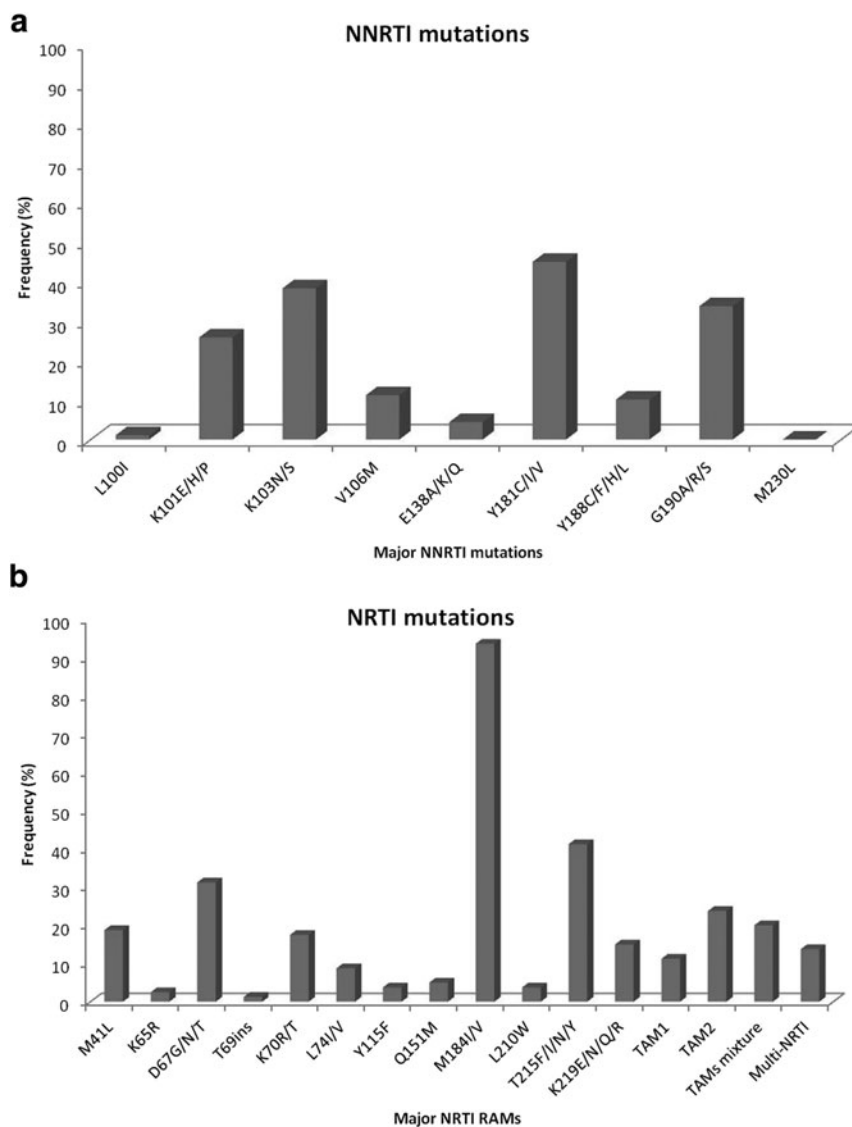 a
NNRTI mutations
100
90
80
70
60
50
40
30
20
10
0
Frequency (%)
L100I
K101E/H/P
K103N/S
V106M
E138A/K/Q
Y181C/I/V
Y188C/F/H/L
G190A/R/S
M230L
Major NNRTI mutations
b
NRTI mutations
100
90
80
70
60
50
40
30
20
10
0
Frequency (%)
M41L
K65R
D67G/N/T
T69ins
K70R/T
L74I/V
Y115F
Q151M
M184I/V
L210W
T215F/I/N/Y
K219E/N/Q/R
TAM1
TAM2
TAMs mixture
Multi-NRTI
Major NRTI RAMs